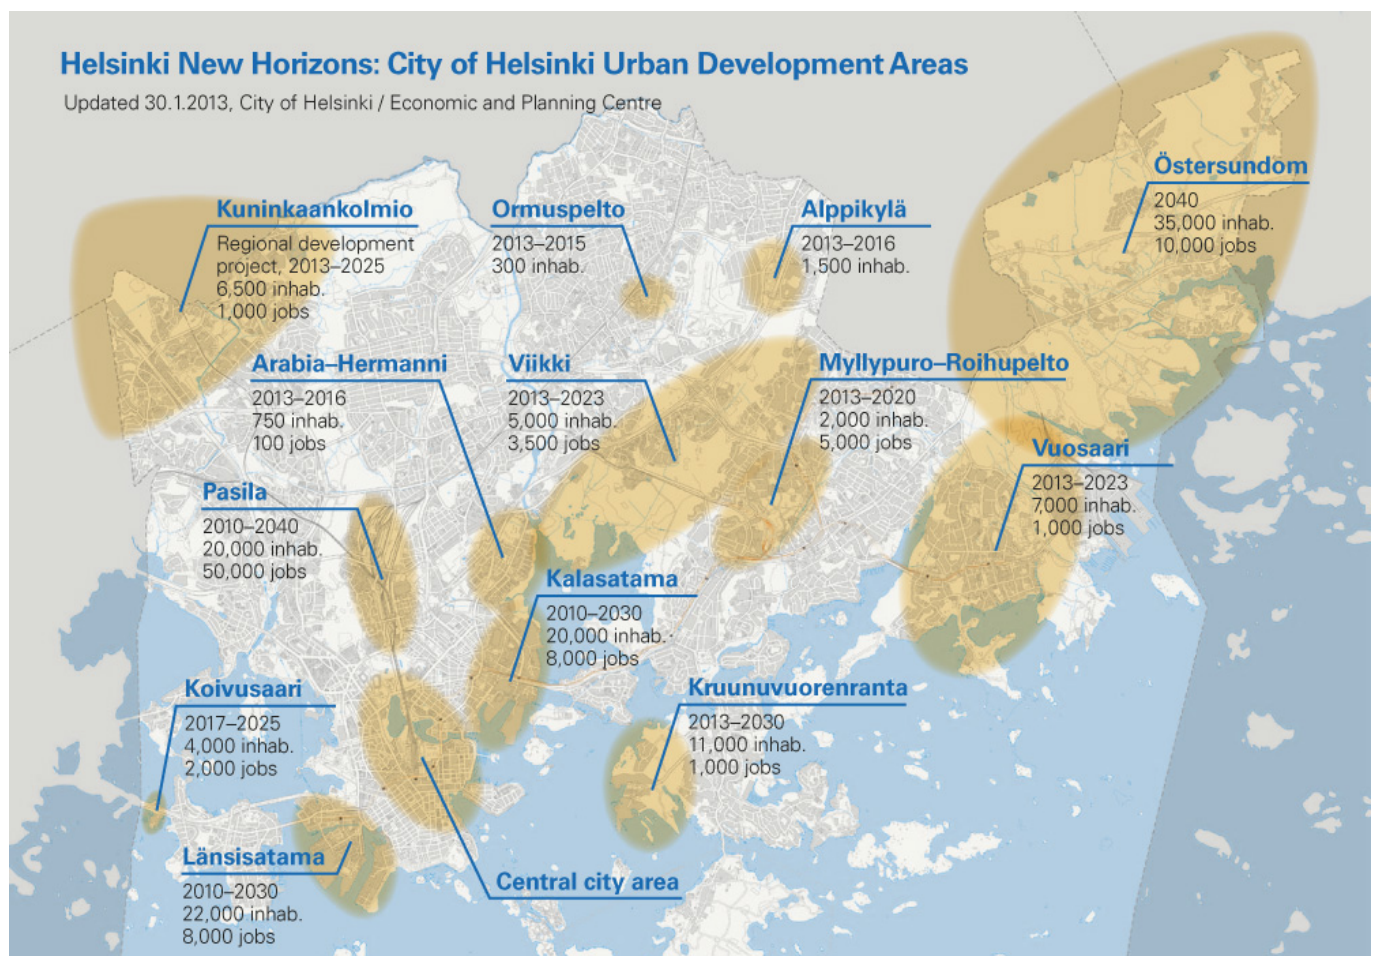 Helsinki New Horizons: City of Helsinki Urban Development Areas
Updated 30.1.2013, City of Helsinki / Economic and Planning Centre
Östersundom
2040
35,000 inhab.
10,000 jobs
Kuninkaankolmio
Regional development
project, 2013–2025
6,500 inhab.
1,000 jobs
Ormuspelto
2013–2015
300 inhab.
Alppikylä
2013–2016
1,500 inhab.
Arabia–Hermanni
2013–2016
750 inhab.
100 jobs
Viikki
2013–2023
5,000 inhab.
3,500 jobs
Myllypuro–Roihupelto
2013–2020
2,000 inhab.
5,000 jobs
Vuosaari
2013–2023
7,000 inhab.
1,000 jobs
Pasila
2010–2040
20,000 inhab.
50,000 jobs
Kalasatama
2010–2030
20,000 inhab.
8,000 jobs
Koivusaari
2017–2025
4,000 inhab.
2,000 jobs
Kruunuvuorenranta
2013–2030
11,000 inhab.
1,000 jobs
Länsisatama
2010–2030
22,000 inhab.
8,000 jobs
Central city area